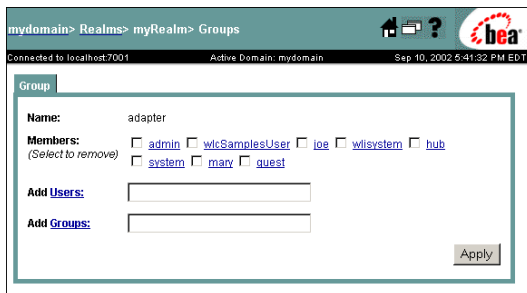 mydomain> Realms> myRealm> Groups
?
bea
Connected to localhost:7001 Active Domain: mydomain Sep 10, 2002 5:41:32 PM EDT
Group
Name: adapter
Members: admin wlcSamplesUser joe wlisystem hub
(Select to remove) system mary guest
Add Users:
Add Groups:
Apply